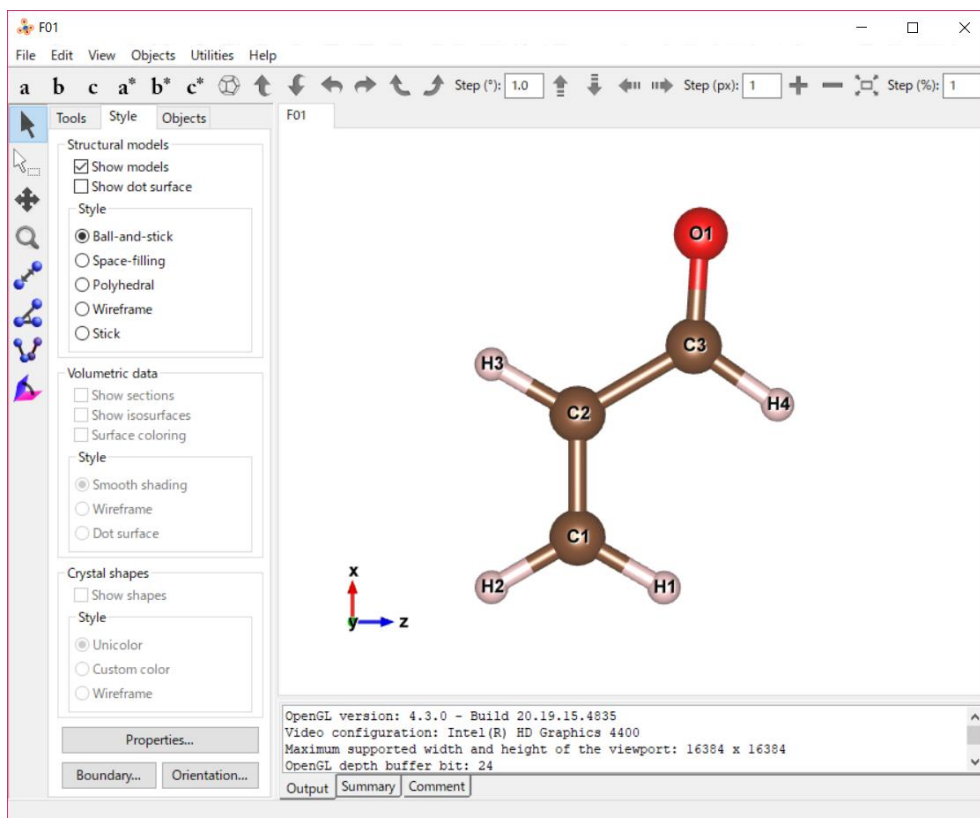 F01
File Edit View Objects Utilities Help
a b c a* b* c* Step (°): 1.0 Step (px): 1 Step (%): 1
Tools Style Objects
F01
Structural models
Show models
Show dot surface
Style
Ball-and-stick
Space-filling
Polyhedral
Wireframe
Stick
Volumetric data
Show sections
Show isosurfaces
Surface coloring
Style
Smooth shading
Wireframe
Dot surface
Crystal shapes
Show shapes
Style
Unicolor
Custom color
Wireframe
Properties...
Boundary... Orientation...
O1
C3
H3
H4
C2
C1
H2 H1
x
y z
OpenGL version: 4.3.0 - Build 20.19.15.4835
Video configuration: Intel(R) HD Graphics 4400
Maximum supported width and height of the viewport: 16384 x 16384
OpenGL depth buffer bit: 24
Output Summary Comment